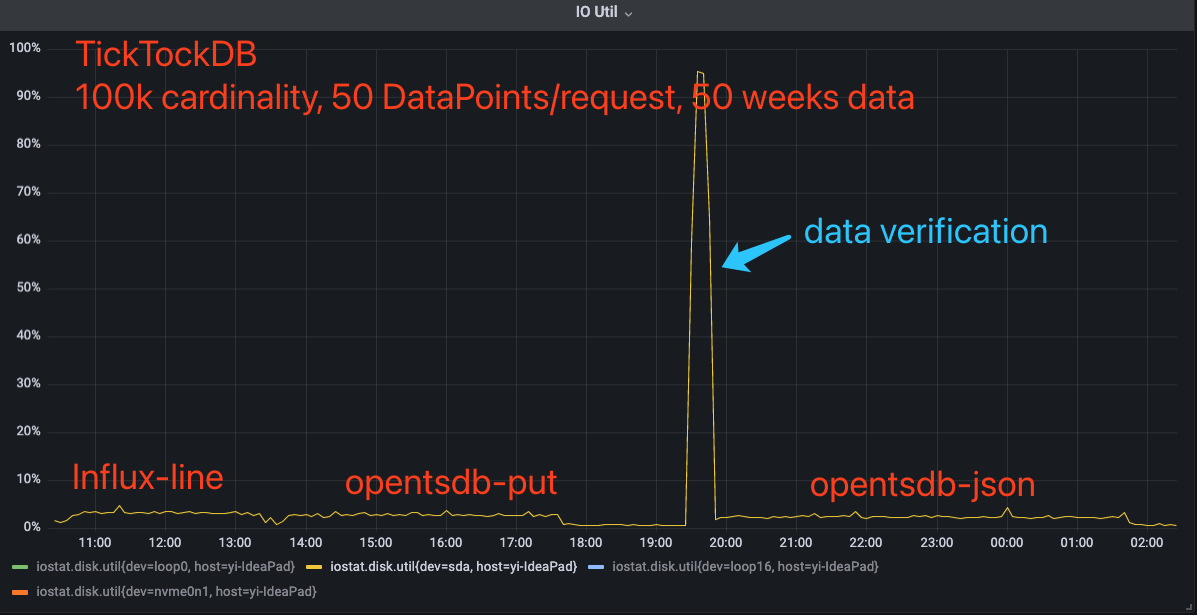 IO Util
100%
TickTockDB
100k cardinality, 50 DataPoints/request, 50 weeks data
90%
80%
70%
60%
data verification
50%
40%
30%
20%
10%
Influx-line
opentsdb-put
opentsdb-json
0%
11:00 12:00 13:00 14:00 15:00 16:00 17:00 18:00 19:00 20:00 21:00 22:00 23:00 00:00 01:00 02:00
iostat.disk.util{dev=loop0, host=yi-IdeaPad} iostat.disk.util{dev=sda, host=yi-IdeaPad} iostat.disk.util{dev=loop16, host=yi-IdeaPad}
iostat.disk.util{dev=nvme0n1, host=yi-IdeaPad}